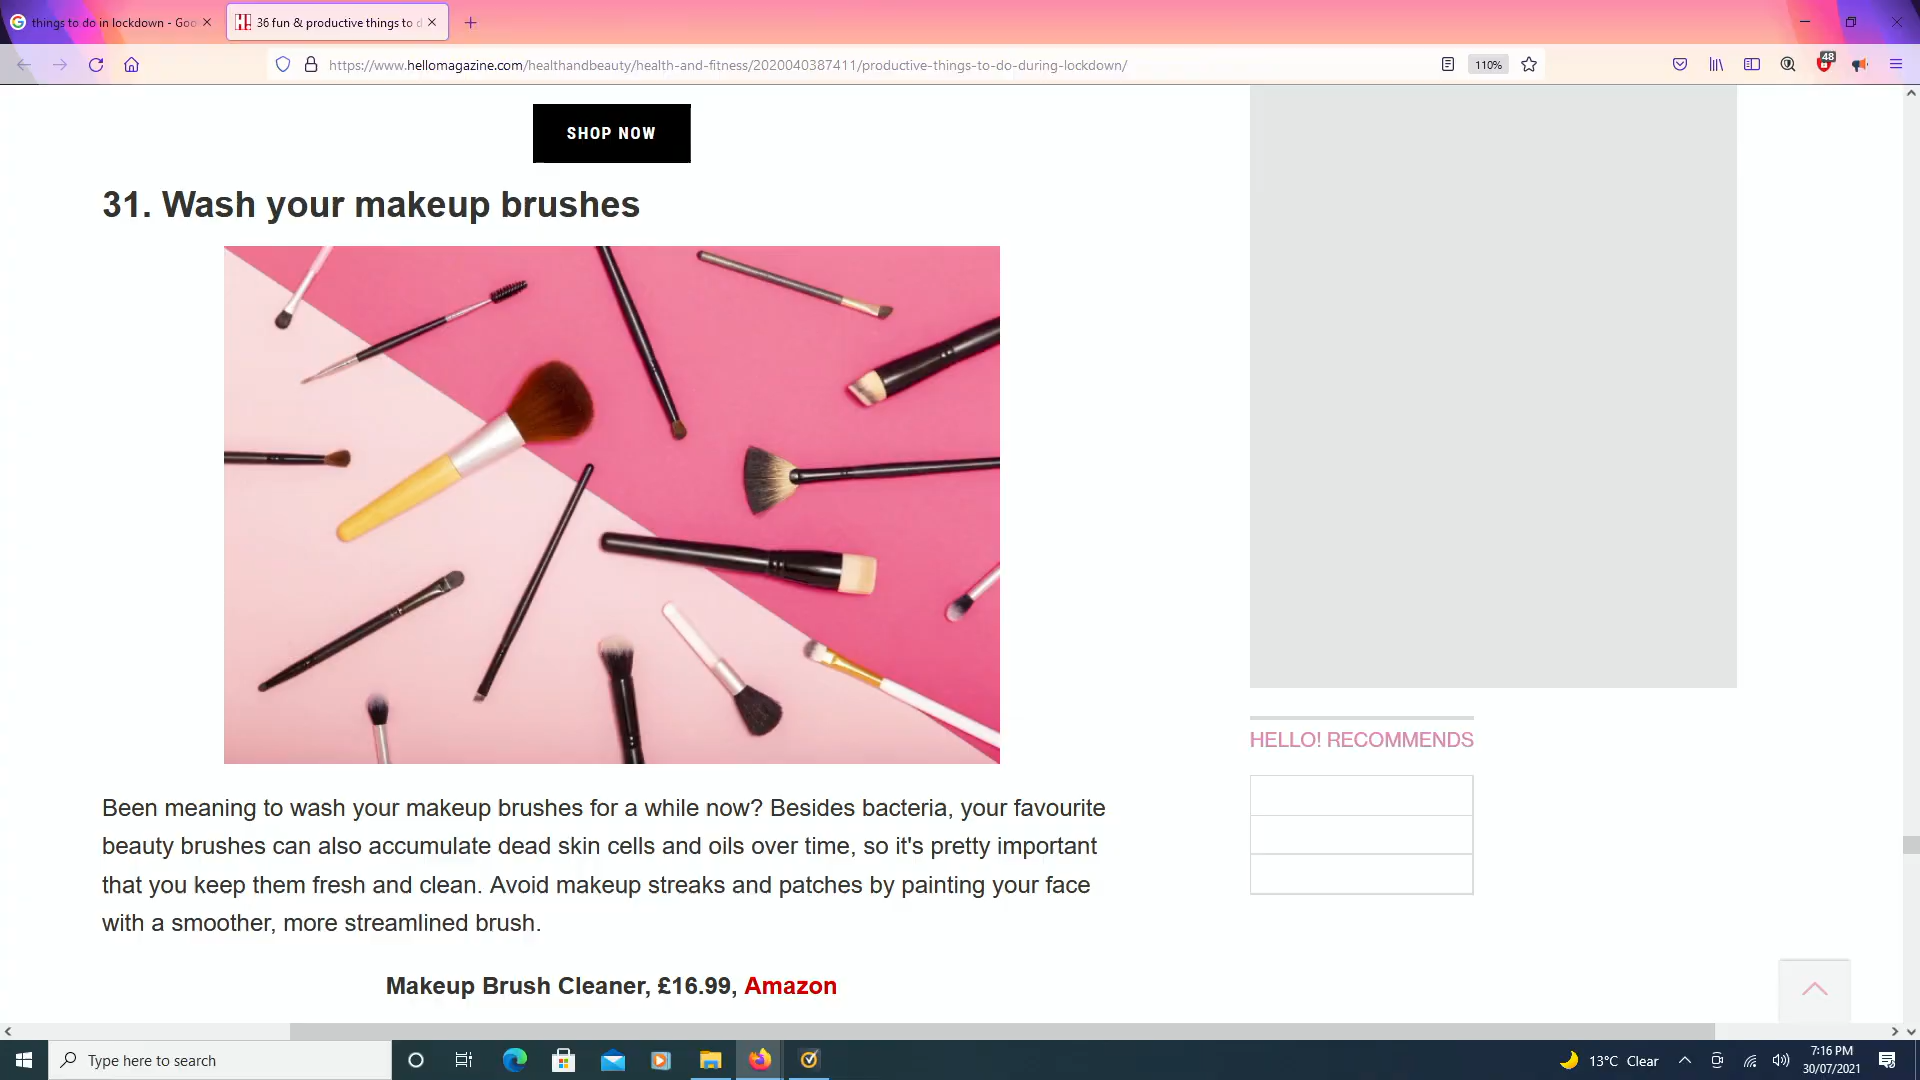 things to do in lockdown - Goo
36 fun & productive things to d
https://www.hellomagazine.com/healthandbeauty/health-and-fitness/2020040387411/productive-things-to-do-during-lockdown/
110%
48
SHOP NOW
31. Wash your makeup brushes
Been meaning to wash your makeup brushes for a while now? Besides bacteria, your favourite
beauty brushes can also accumulate dead skin cells and oils over time, so it's pretty important
that you keep them fresh and clean. Avoid makeup streaks and patches by painting your face
with a smoother, more streamlined brush.
Makeup Brush Cleaner, £16.99, Amazon
HELLO! RECOMMENDS
Type here to search
13°C Clear
7:16 PM
30/07/2021